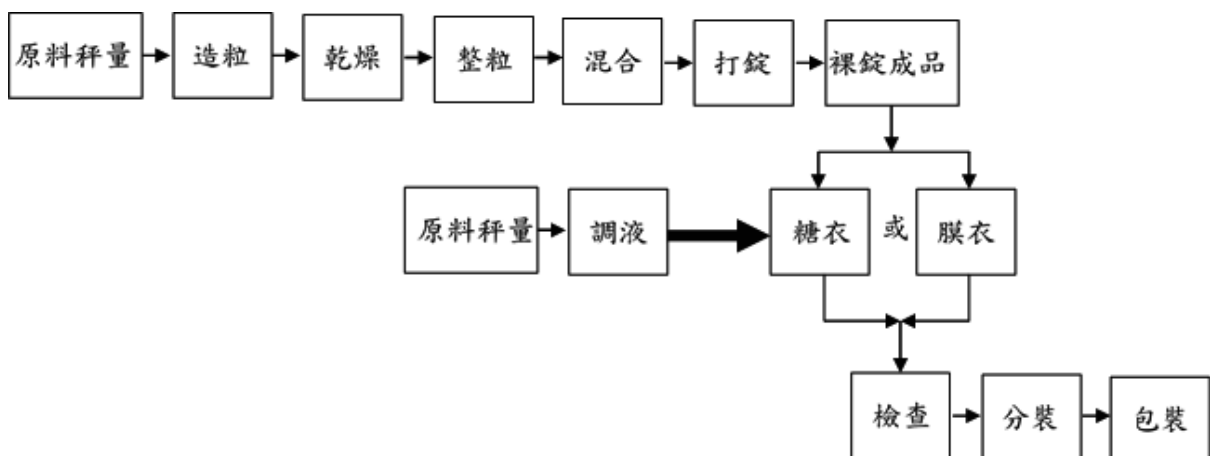 原料秤量 造粒 乾燥 整粒 混合 打錠 裸錠成品
原料秤量 調液 糖衣 或 膜衣
檢查 分裝 包裝